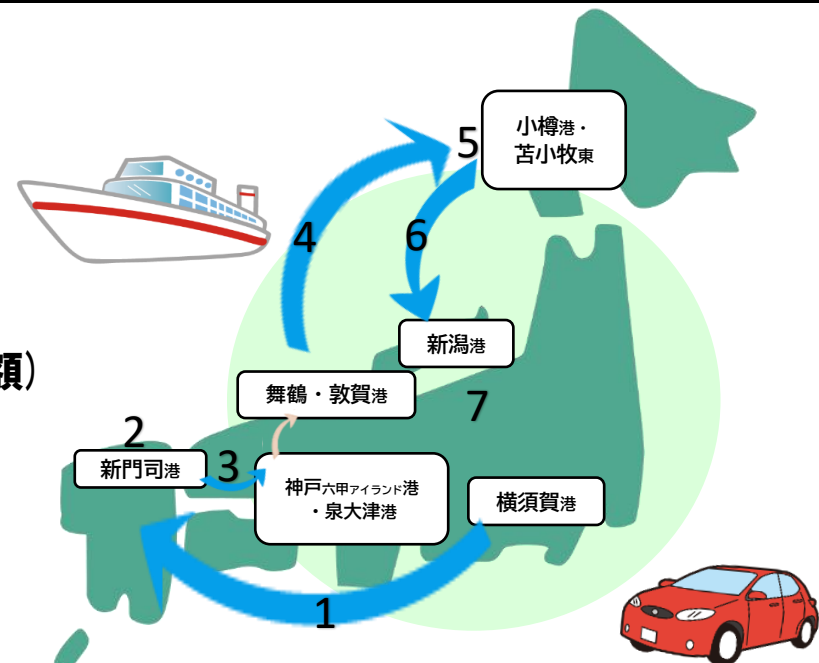 小樽港・
苫小牧東
5
4
6
新潟港
額)
舞鶴・敦賀港
7
2
新門司港
3
神戸六甲アイランド港
・泉大津港
横須賀港
1